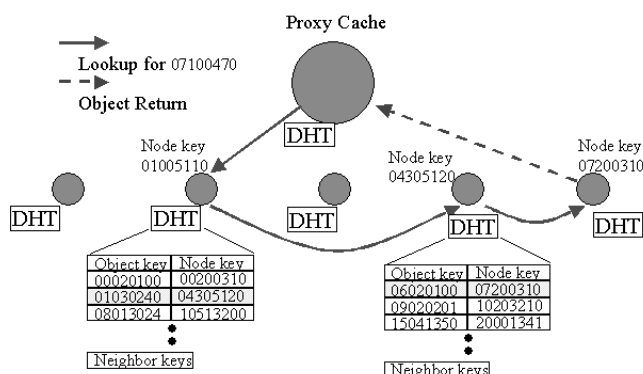 Proxy Cache
Lookup for 07100470
Object Return
DHT
Node key
01005110
Node key
04305120
Node key
07200310
DHT
DHT
DHT
DHT
DHT
Object key Node key
00020100 00200310
01030240 04305120
08013024 10513200
Neighbor keys
Object key Node key
06020100 07200310
09020201 10203210
15041350 20001341
Neighbor keys